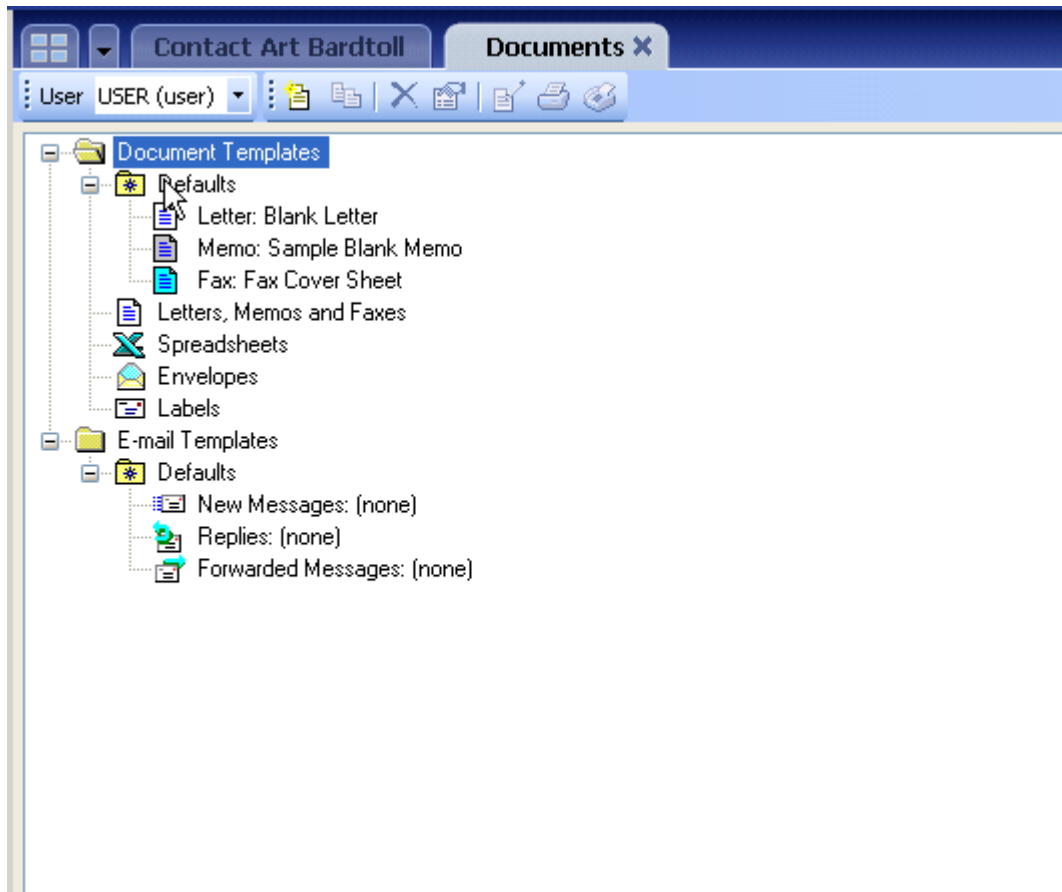 Contact Art Bardtoll Documents
User USER (user)
Document Templates
Defaults
Letter: Blank Letter
Memo: Sample Blank Memo
Fax: Fax Cover Sheet
Letters, Memos and Faxes
Spreadsheets
Envelopes
Labels
E-mail Templates
Defaults
New Messages: (none)
Replies: (none)
Forwarded Messages: (none)